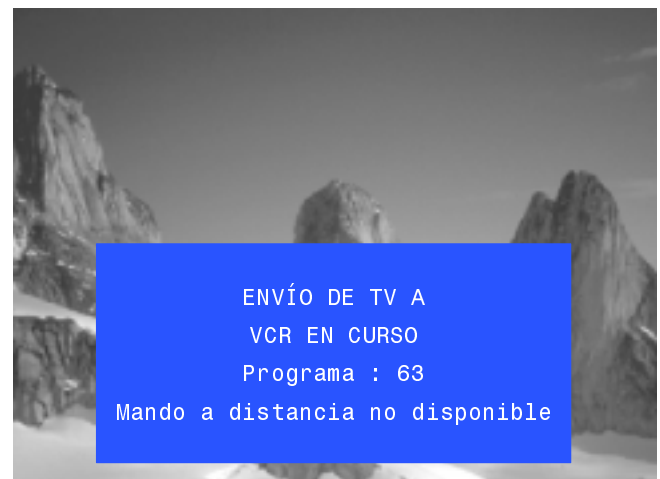 ENVÍO DE TV A
VCR EN CURSO
Programa : 63
Mando a distancia no disponible